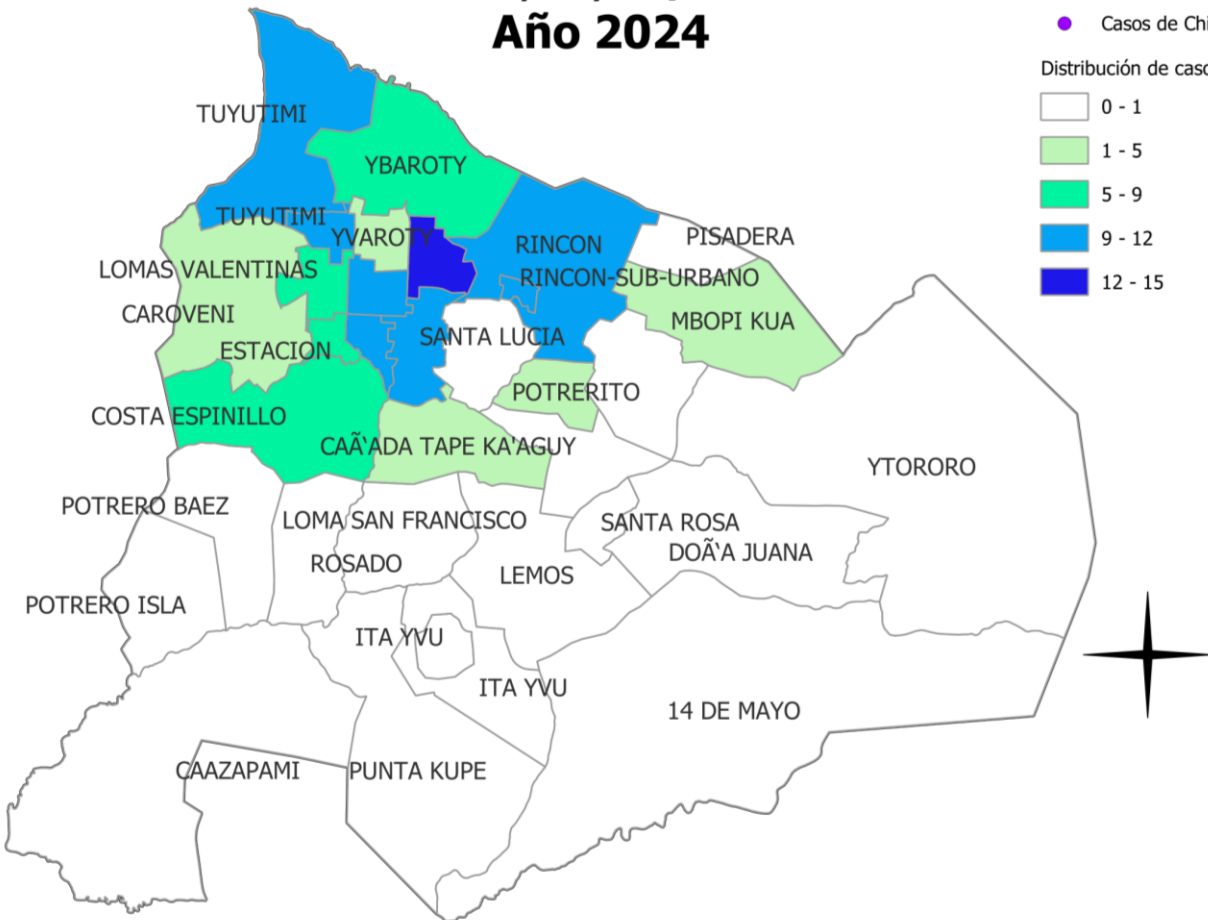 Año 2024
Casos de Chi
Distribución de caso
0 - 1
1 - 5
5 - 9
9 - 12
12 - 15
TUYUTIMI
YBAROTY
TUYUTIMI
YVAROTY
RINCON
PISADERA
LOMAS VALENTINAS
RINCON-SUB-URBANO
CAROVENI
MBOPI KUA
SANTA LUCIA
ESTACION
POTRERITO
COSTA ESPINILLO
CAÃ‘ADA TAPE KA'AGUY
YTORORO
POTRERO BAEZ
LOMA SAN FRANCISCO
SANTA ROSA
DOÃ‘A JUANA
ROSADO
LEMOS
POTRERO ISLA
ITA YVU
ITA YVU
14 DE MAYO
CAAZAPAMI
PUNTA KUPE